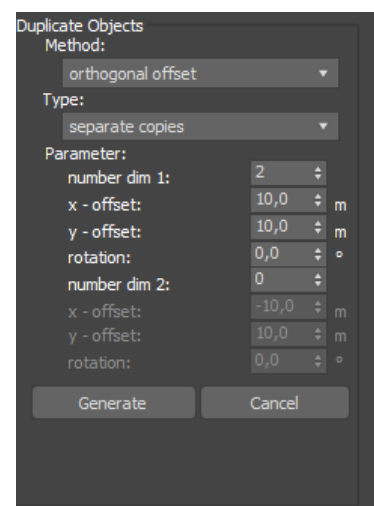 Duplicate Objects
Method:
orthogonal offset
Type:
separate copies
Parameter:
number dim 1: 2
x - offset: 10,0 m
y - offset: 10,0 m
rotation: 0,0 °
number dim 2: 0
x - offset: -10,0 m
y - offset: 10,0 m
rotation: 0,0 °
Generate Cancel